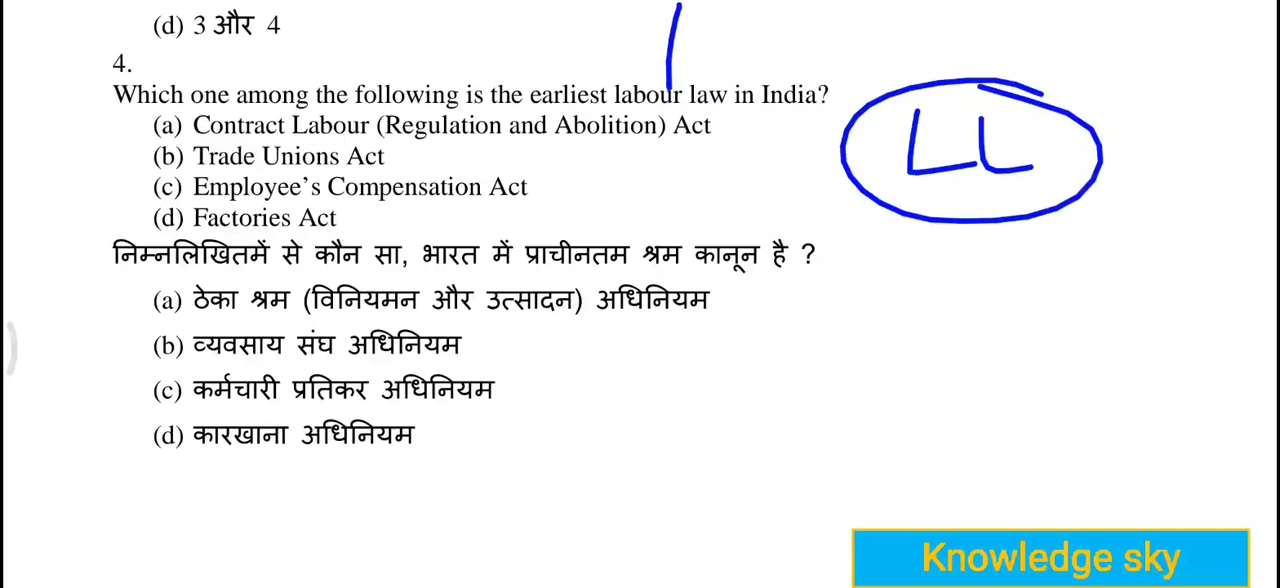 (d) 3 और 4
4.
Which one among the following is the earliest labour law in India?
(a) Contract Labour (Regulation and Abolition) Act
(b) Trade Unions Act
(c) Employee’s Compensation Act
(d) Factories Act
LL
निम्नलिखितमें से कौन सा, भारत में प्राचीनतम श्रम कानून है ?
(a) ठेका श्रम (विनियमन और उत्सादन) अधिनियम
(b) व्यवसाय संघ अधिनियम
(c) कर्मचारी प्रतिकर अधिनियम
(d) कारखाना अधिनियम
Knowledge sky